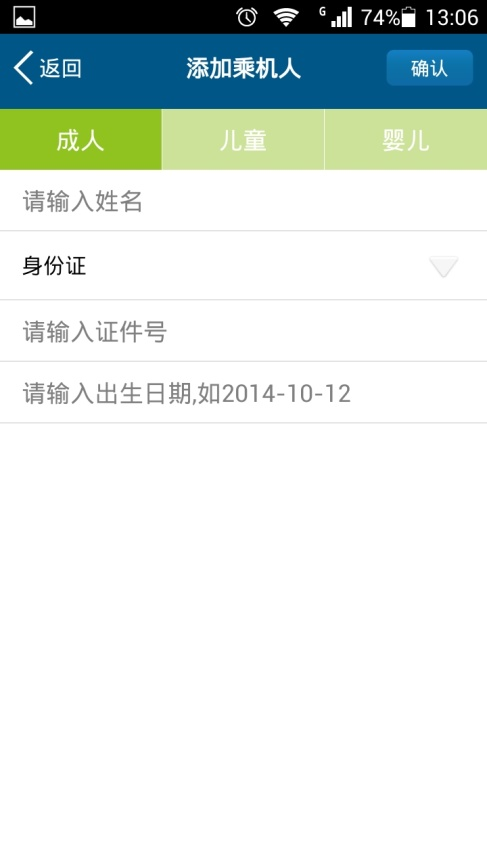 G 74% 13:06
返回 添加乘机人 确认
成人 儿童 婴儿
请输入姓名
身份证
请输入证件号
请输入出生日期,如2014-10-12